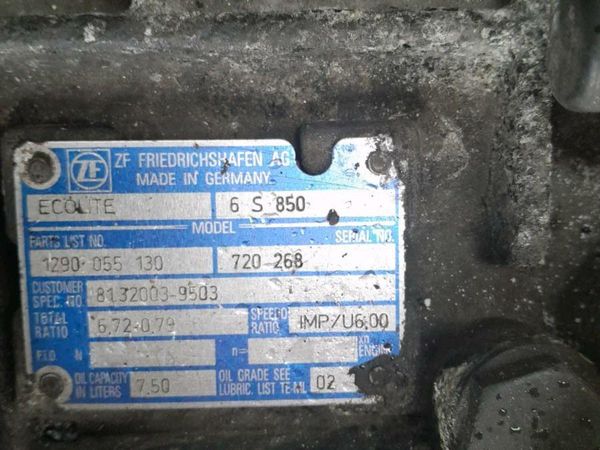 ZF FRIEDRICHSHAFEN AG
MADE IN GERMANY
ECOLITE 6 S 850
MODEL
PARTS LIST NO. SERIAL NO.
1290 055 130 720 268
CUSTOMER SPEC. NO. 8132003-9503
TOTAL RATIO 6,72-0,79 SPEEDO RATIO IMP/U6,00
P.T.O. N n= XD ENGINE
OIL CAPACITY IN LITERS 7.50 OIL GRADE SEE LUBRIC. LIST TE-ML 02